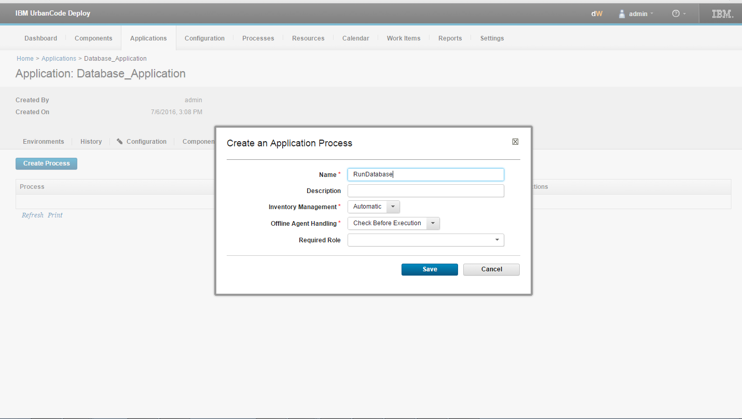 IBM UrbanCode Deploy
dW admin IBM
Dashboard Components Applications Configuration Processes Resources Calendar Work Items Reports Settings
Home > Applications > Database_Application
Application: Database_Application
Created By admin
Created On 7/6/2016, 3:08 PM
Environments History Configuration Componen
Create an Application Process
Create Process
Process
Name * RunDatabase
Description
Inventory Management * Automatic
Offline Agent Handling * Check Before Execution
Required Role
Refresh Print
Save Cancel